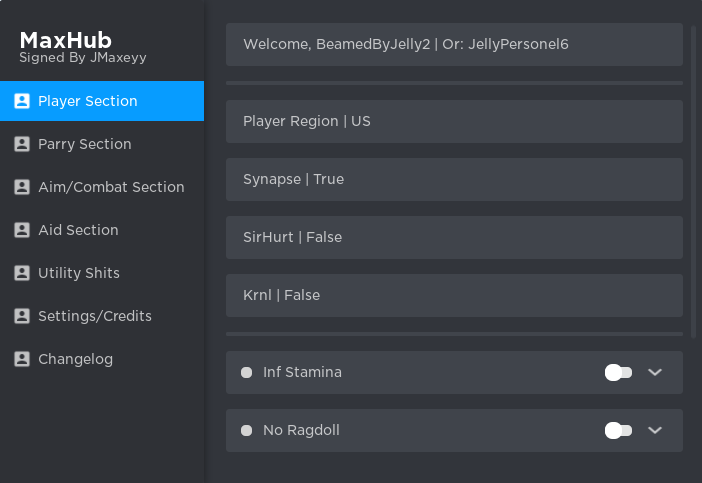 MaxHub
Signed By JMaxeyy
Player Section
Parry Section
Aim/Combat Section
Aid Section
Utility Shits
Settings/Credits
Changelog
Welcome, BeamedByJelly2 | Or: JellyPersonel6
Player Region | US
Synapse | True
SirHurt | False
Krnl | False
Inf Stamina
No Ragdoll